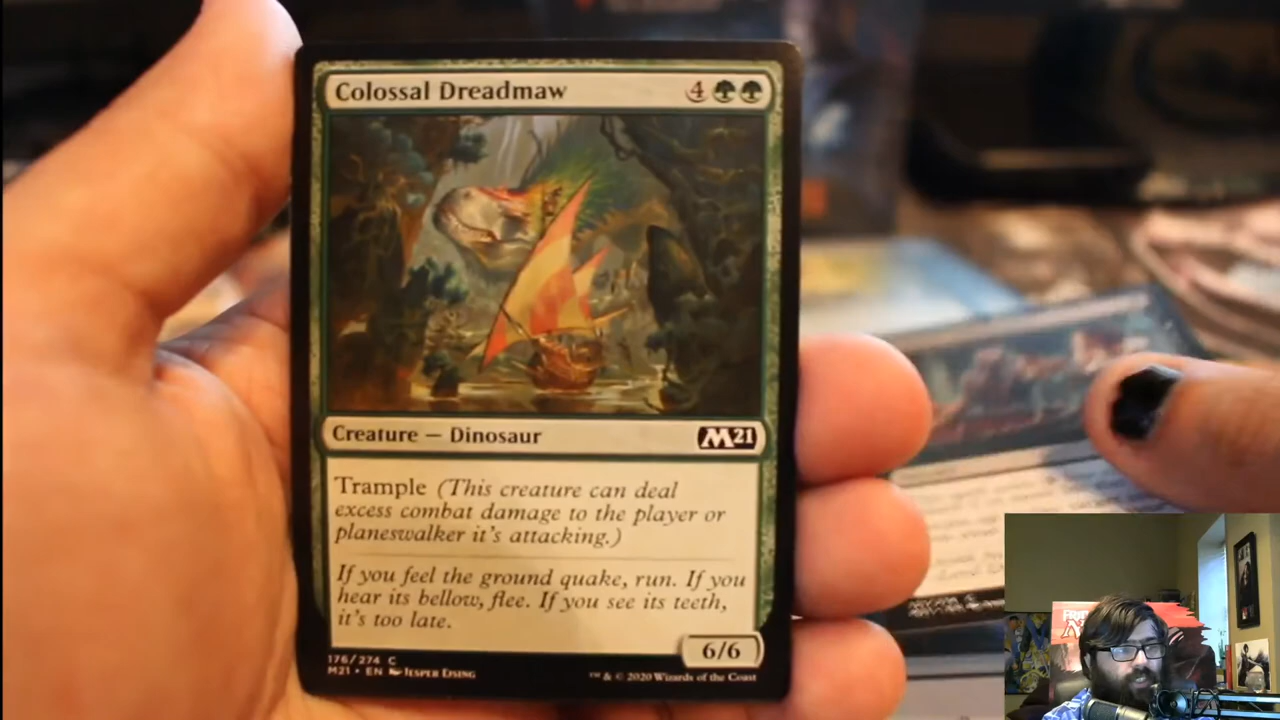 Colossal Dreadmaw 4
Creature — Dinosaur M21
Trample (This creature can deal
excess combat damage to the player or
planeswalker it's attacking.)
If you feel the ground quake, run. If you
hear its bellow, flee. If you see its teeth,
it's too late.
6/6
176/274 C
M21 • EN Jesper Ejsing
™ & © 2020 Wizards of the Coast